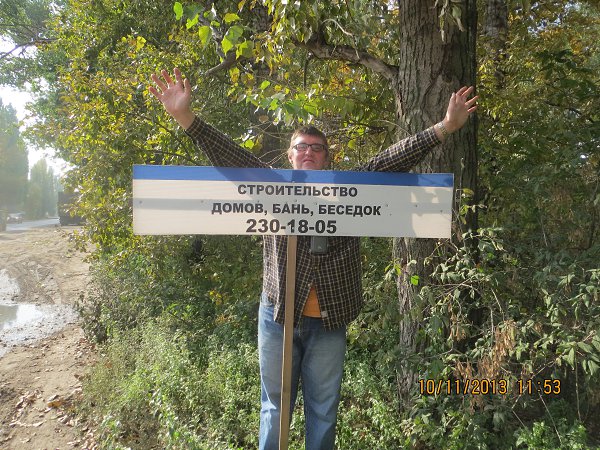 СТРОИТЕЛЬСТВО
ДОМОВ, БАНЬ, БЕСЕДОК
230-18-05
10/11/2013 11:53